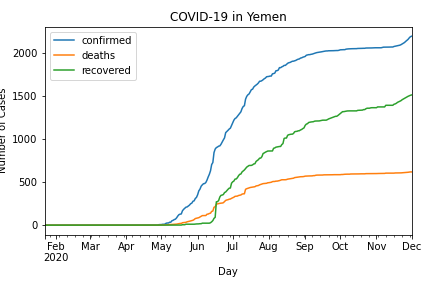 COVID-19 in Yemen
confirmed
deaths
recovered
2000
1500
1000
500
0
Number of Cases
Feb Mar Apr May Jun Jul Aug Sep Oct Nov Dec
2020
Day